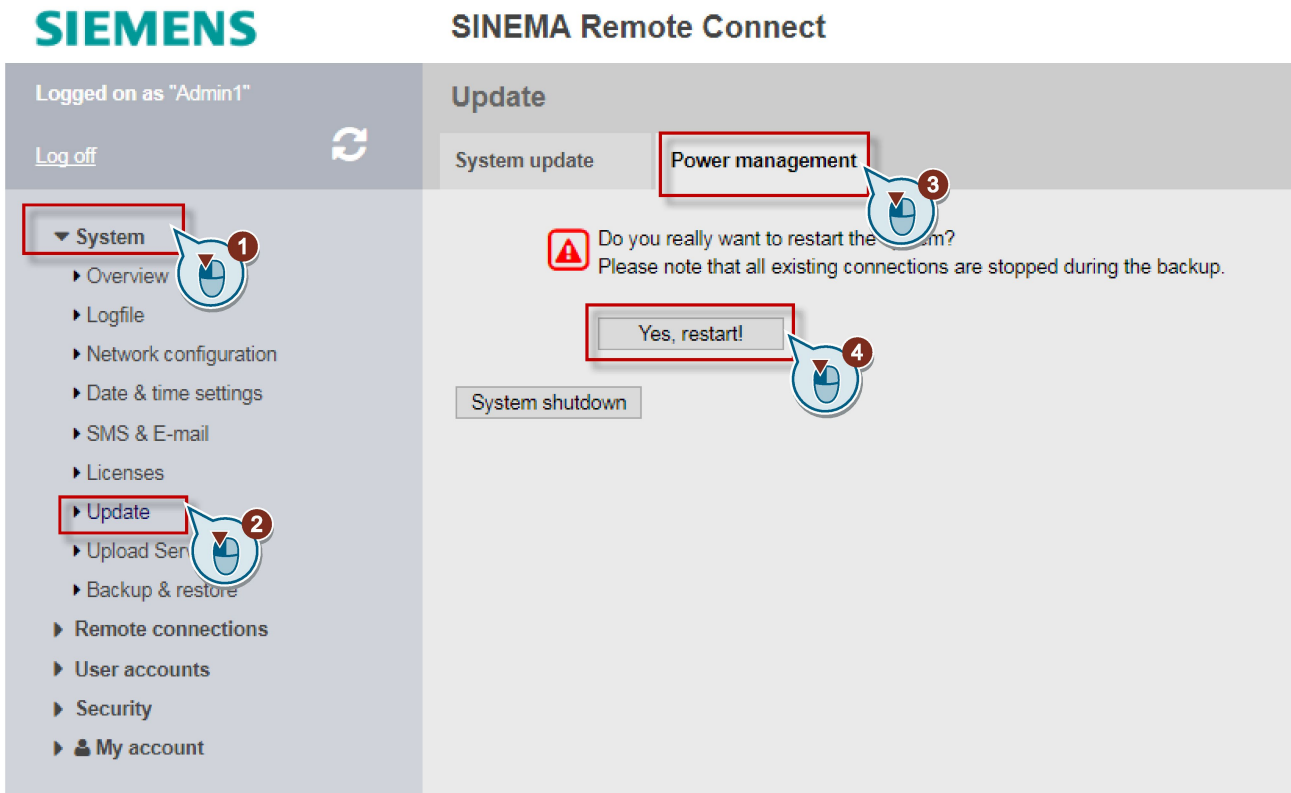 SIEMENS
SINEMA Remote Connect
Logged on as "Admin1"
Log off
Update
System update
Power management
3
System
1
Overview
Logfile
Network configuration
Date & time settings
SMS & E-mail
Licenses
Update
2
Upload
Backup & restore
Remote connections
User accounts
Security
My account
Do you really want to restart the
Please note that all existing connections are stopped during the backup.
Yes, restart!
4
System shutdown